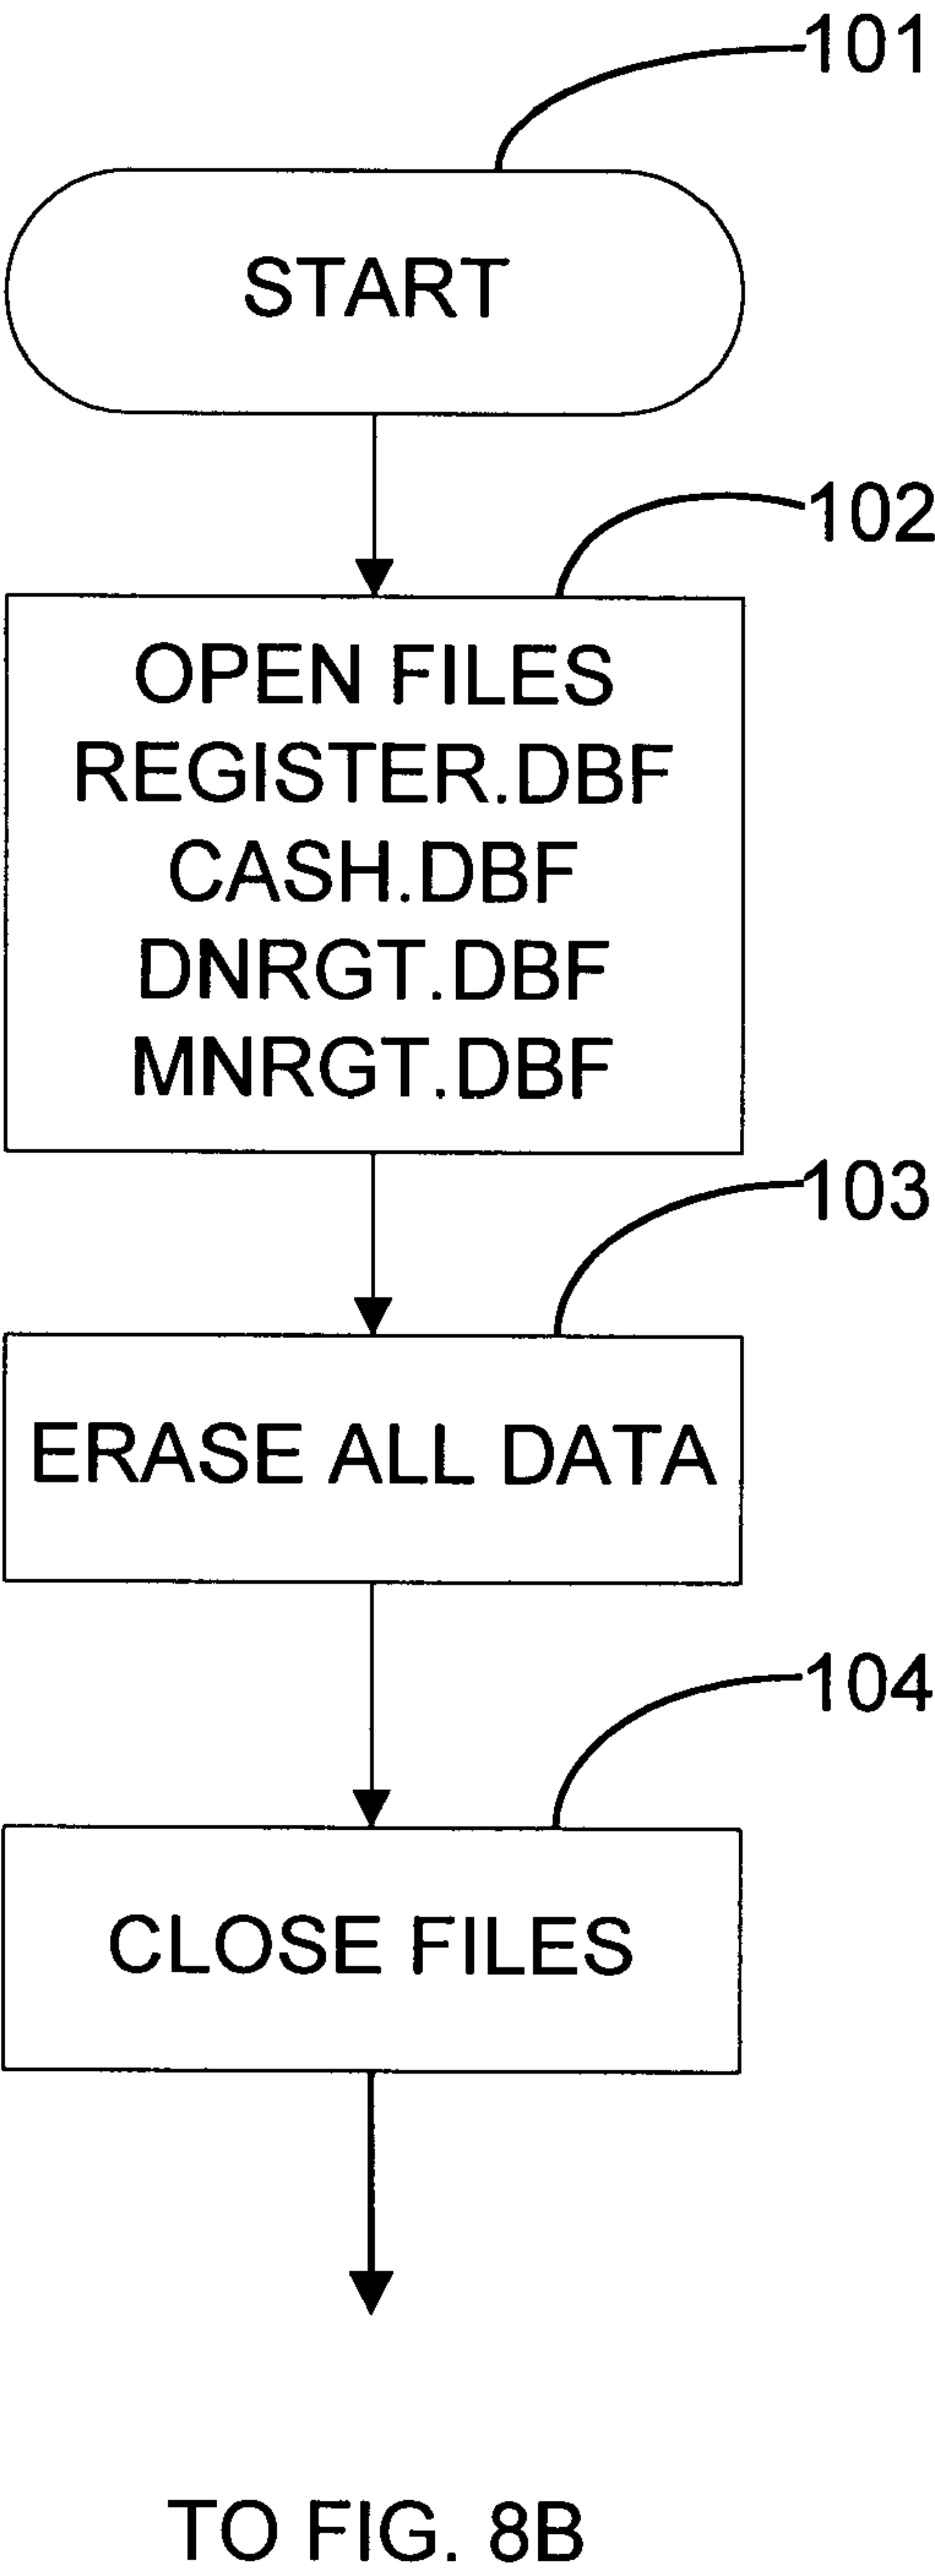 101
START
102
OPEN FILES
REGISTER.DBF
CASH.DBF
DNRGT.DBF
MNRGT.DBF
103
ERASE ALL DATA
104
CLOSE FILES
TO FIG. 8B